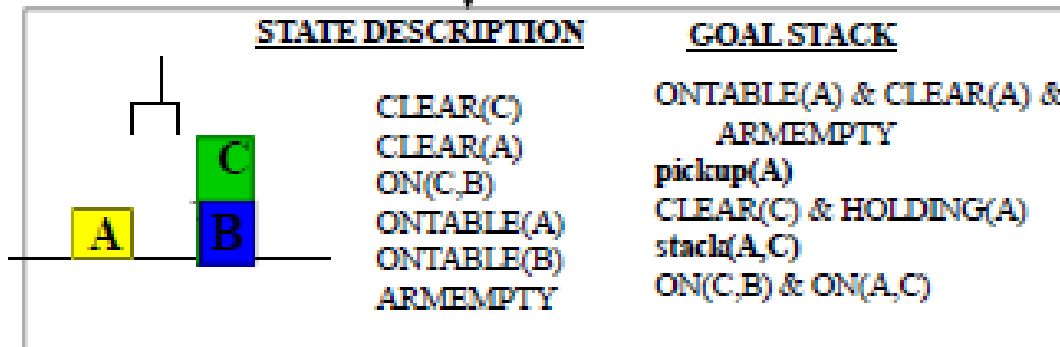 STATE DESCRIPTION
CLEAR(C)
CLEAR(A)
ON(C,B)
ONTABLE(A)
ONTABLE(B)
ARMEMPTY
GOAL STACK
ONTABLE(A) & CLEAR(A) &
ARMEMPTY
pickup(A)
CLEAR(C) & HOLDING(A)
stack(A,C)
ON(C,B) & ON(A,C)
C
A B